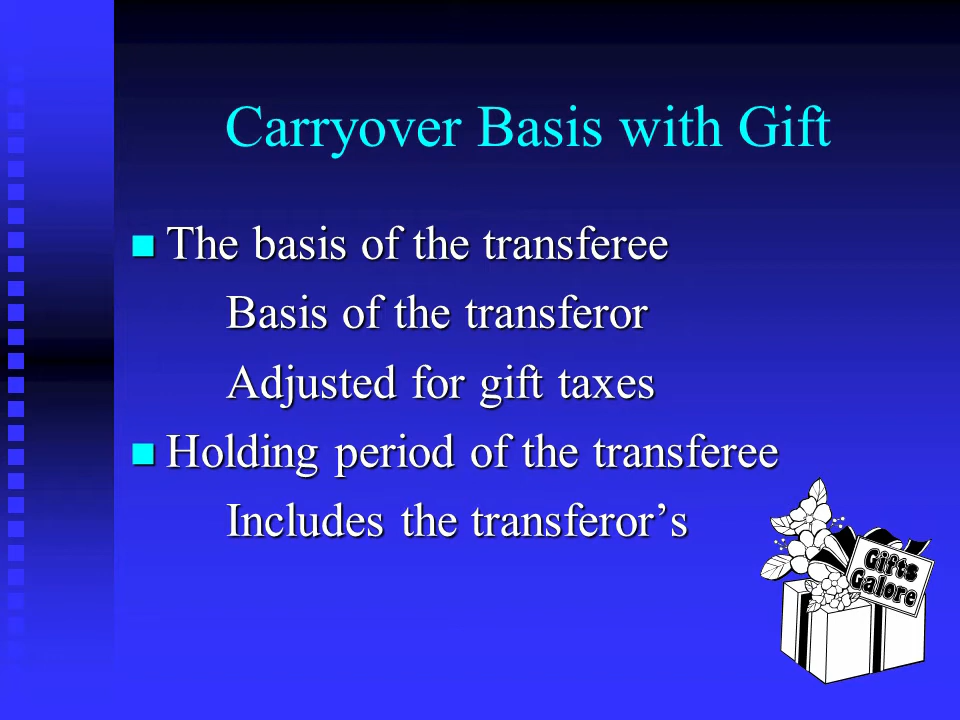 Carryover Basis with Gift
The basis of the transferee
Basis of the transferor
Adjusted for gift taxes
Holding period of the transferee
Includes the transferor’s
Gifts
Galore